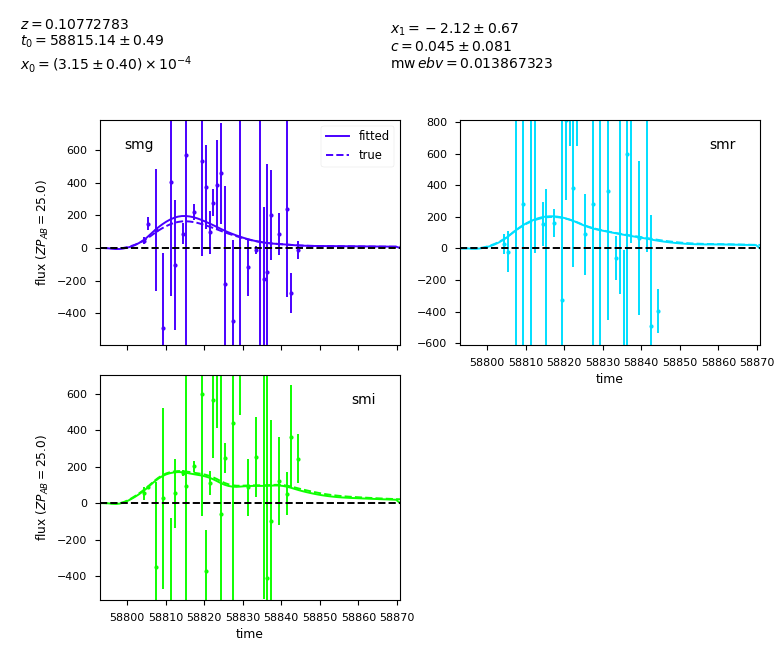 z = 0.10772783
t₀ = 58815.14 ± 0.49
x₀ = (3.15 ± 0.40) × 10⁻⁴
x₁ = −2.12 ± 0.67
c = 0.045 ± 0.081
mw ebv = 0.013867323
smg
fitted
true
600
400
200
0
−200
−400
flux (ZP_AB = 25.0)
smr
800
600
400
200
0
−200
−400
−600
58800 58810 58820 58830 58840 58850 58860 58870
time
smi
600
400
200
0
−200
−400
flux (ZP_AB = 25.0)
58800 58810 58820 58830 58840 58850 58860 58870
time